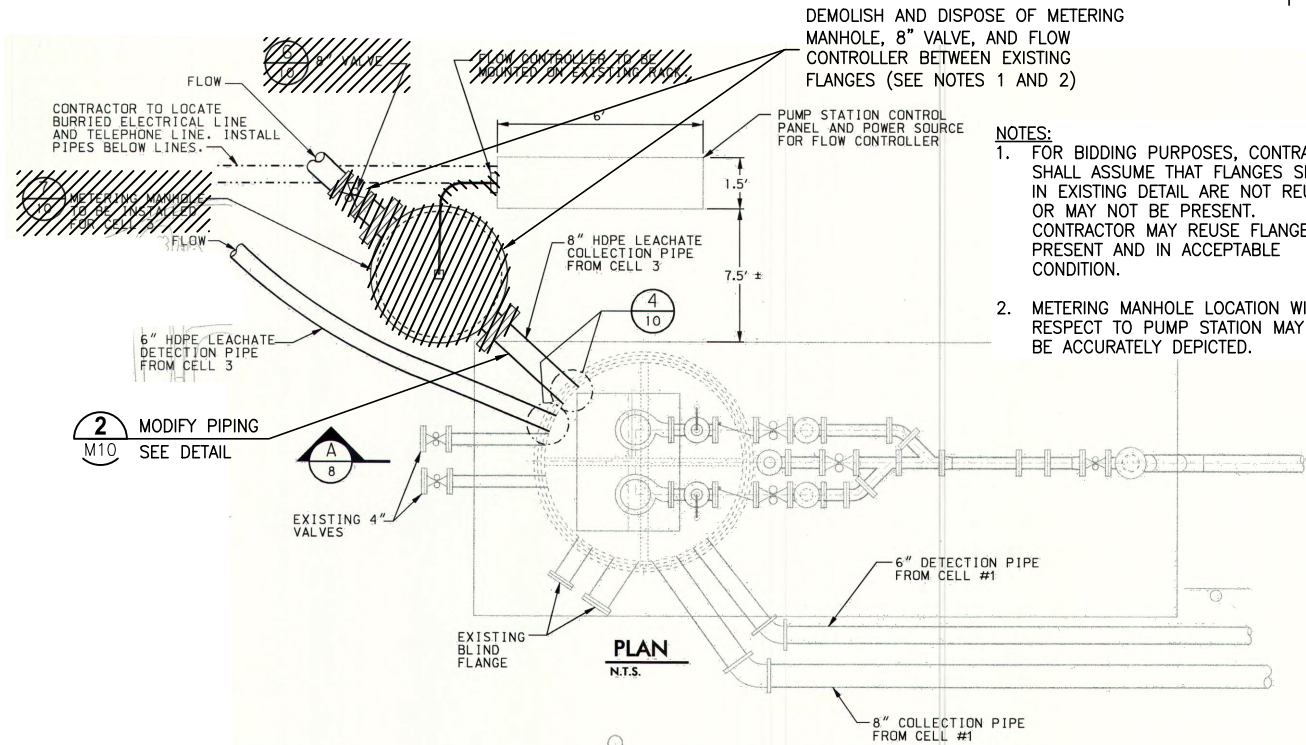 DEMOLISH AND DISPOSE OF METERING
MANHOLE, 8" VALVE, AND FLOW
CONTROLLER BETWEEN EXISTING
FLANGES (SEE NOTES 1 AND 2)
6
10
8" VALVE
FLOW CONTROLLER TO BE
MOUNTED ON EXISTING RACK.
FLOW
CONTRACTOR TO LOCATE
BURRIED ELECTRICAL LINE
AND TELEPHONE LINE. INSTALL
PIPES BELOW LINES.
6'
PUMP STATION CONTROL
PANEL AND POWER SOURCE
FOR FLOW CONTROLLER
1.5'
7
10
METERING MANHOLE
TO BE INSTALLED
FOR CELL 3
FLOW
8" HDPE LEACHATE
COLLECTION PIPE
FROM CELL 3
7.5' ±
4
10
6" HDPE LEACHATE
DETECTION PIPE
FROM CELL 3
2
M10
MODIFY PIPING
SEE DETAIL
A
8
EXISTING 4"
VALVES
EXISTING
BLIND
FLANGE
PLAN
N.T.S.
6" DETECTION PIPE
FROM CELL #1
8" COLLECTION PIPE
FROM CELL #1
NOTES:
1. FOR BIDDING PURPOSES, CONTRA
SHALL ASSUME THAT FLANGES S
IN EXISTING DETAIL ARE NOT REU
OR MAY NOT BE PRESENT.
CONTRACTOR MAY REUSE FLANGE
PRESENT AND IN ACCEPTABLE
CONDITION.
2. METERING MANHOLE LOCATION WI
RESPECT TO PUMP STATION MAY
BE ACCURATELY DEPICTED.